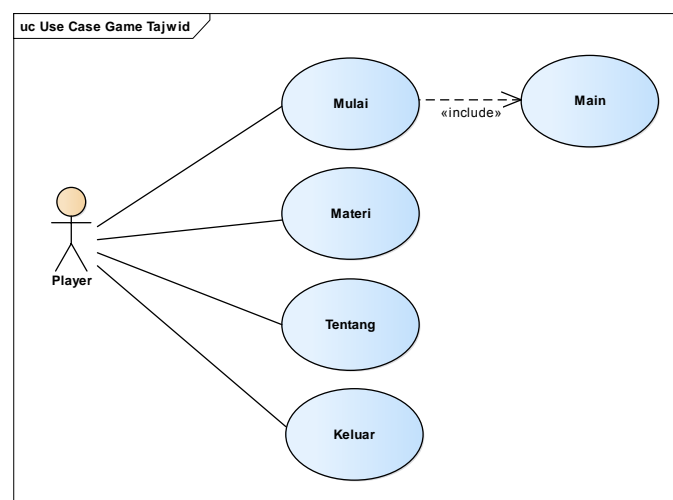 uc Use Case Game Tajwid
Mulai
«include»
Main
Materi
Player
Tentang
Keluar